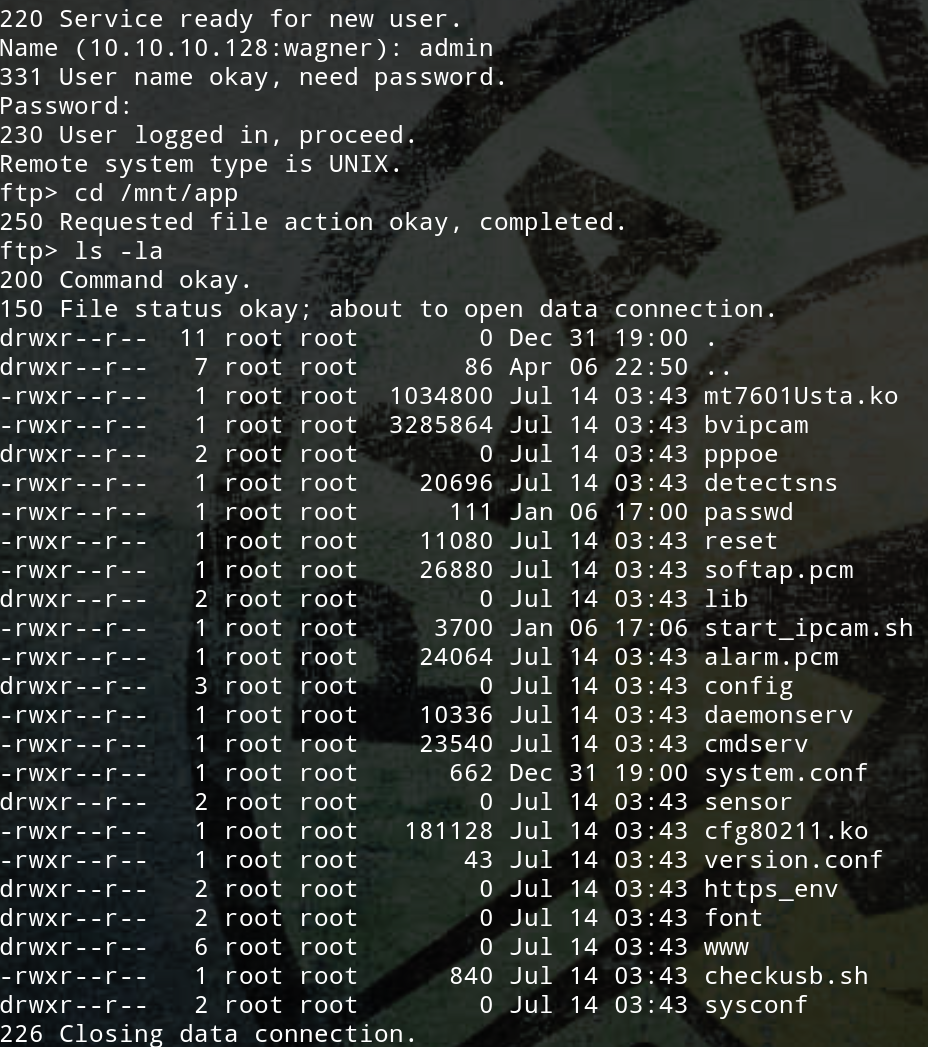 220 Service ready for new user.
Name (10.10.10.128:wagner): admin
331 User name okay, need password.
Password:
230 User logged in, proceed.
Remote system type is UNIX.
ftp> cd /mnt/app
250 Requested file action okay, completed.
ftp> ls -la
200 Command okay.
150 File status okay; about to open data connection.
drwxr--r--  11 root root        0 Dec 31 19:00 .
drwxr--r--   7 root root       86 Apr 06 22:50 ..
-rwxr--r--   1 root root  1034800 Jul 14 03:43 mt7601Usta.ko
-rwxr--r--   1 root root  3285864 Jul 14 03:43 bvipcam
drwxr--r--   2 root root        0 Jul 14 03:43 pppoe
-rwxr--r--   1 root root    20696 Jul 14 03:43 detectsns
-rwxr--r--   1 root root      111 Jan 06 17:00 passwd
-rwxr--r--   1 root root    11080 Jul 14 03:43 reset
-rwxr--r--   1 root root    26880 Jul 14 03:43 softap.pcm
drwxr--r--   2 root root        0 Jul 14 03:43 lib
-rwxr--r--   1 root root     3700 Jan 06 17:06 start_ipcam.sh
-rwxr--r--   1 root root    24064 Jul 14 03:43 alarm.pcm
drwxr--r--   3 root root        0 Jul 14 03:43 config
-rwxr--r--   1 root root    10336 Jul 14 03:43 daemonserv
-rwxr--r--   1 root root    23540 Jul 14 03:43 cmdserv
-rwxr--r--   1 root root      662 Dec 31 19:00 system.conf
drwxr--r--   2 root root        0 Jul 14 03:43 sensor
-rwxr--r--   1 root root   181128 Jul 14 03:43 cfg80211.ko
-rwxr--r--   1 root root       43 Jul 14 03:43 version.conf
drwxr--r--   2 root root        0 Jul 14 03:43 https_env
drwxr--r--   2 root root        0 Jul 14 03:43 font
drwxr--r--   6 root root        0 Jul 14 03:43 www
-rwxr--r--   1 root root      840 Jul 14 03:43 checkusb.sh
drwxr--r--   2 root root        0 Jul 14 03:43 sysconf
226 Closing data connection.